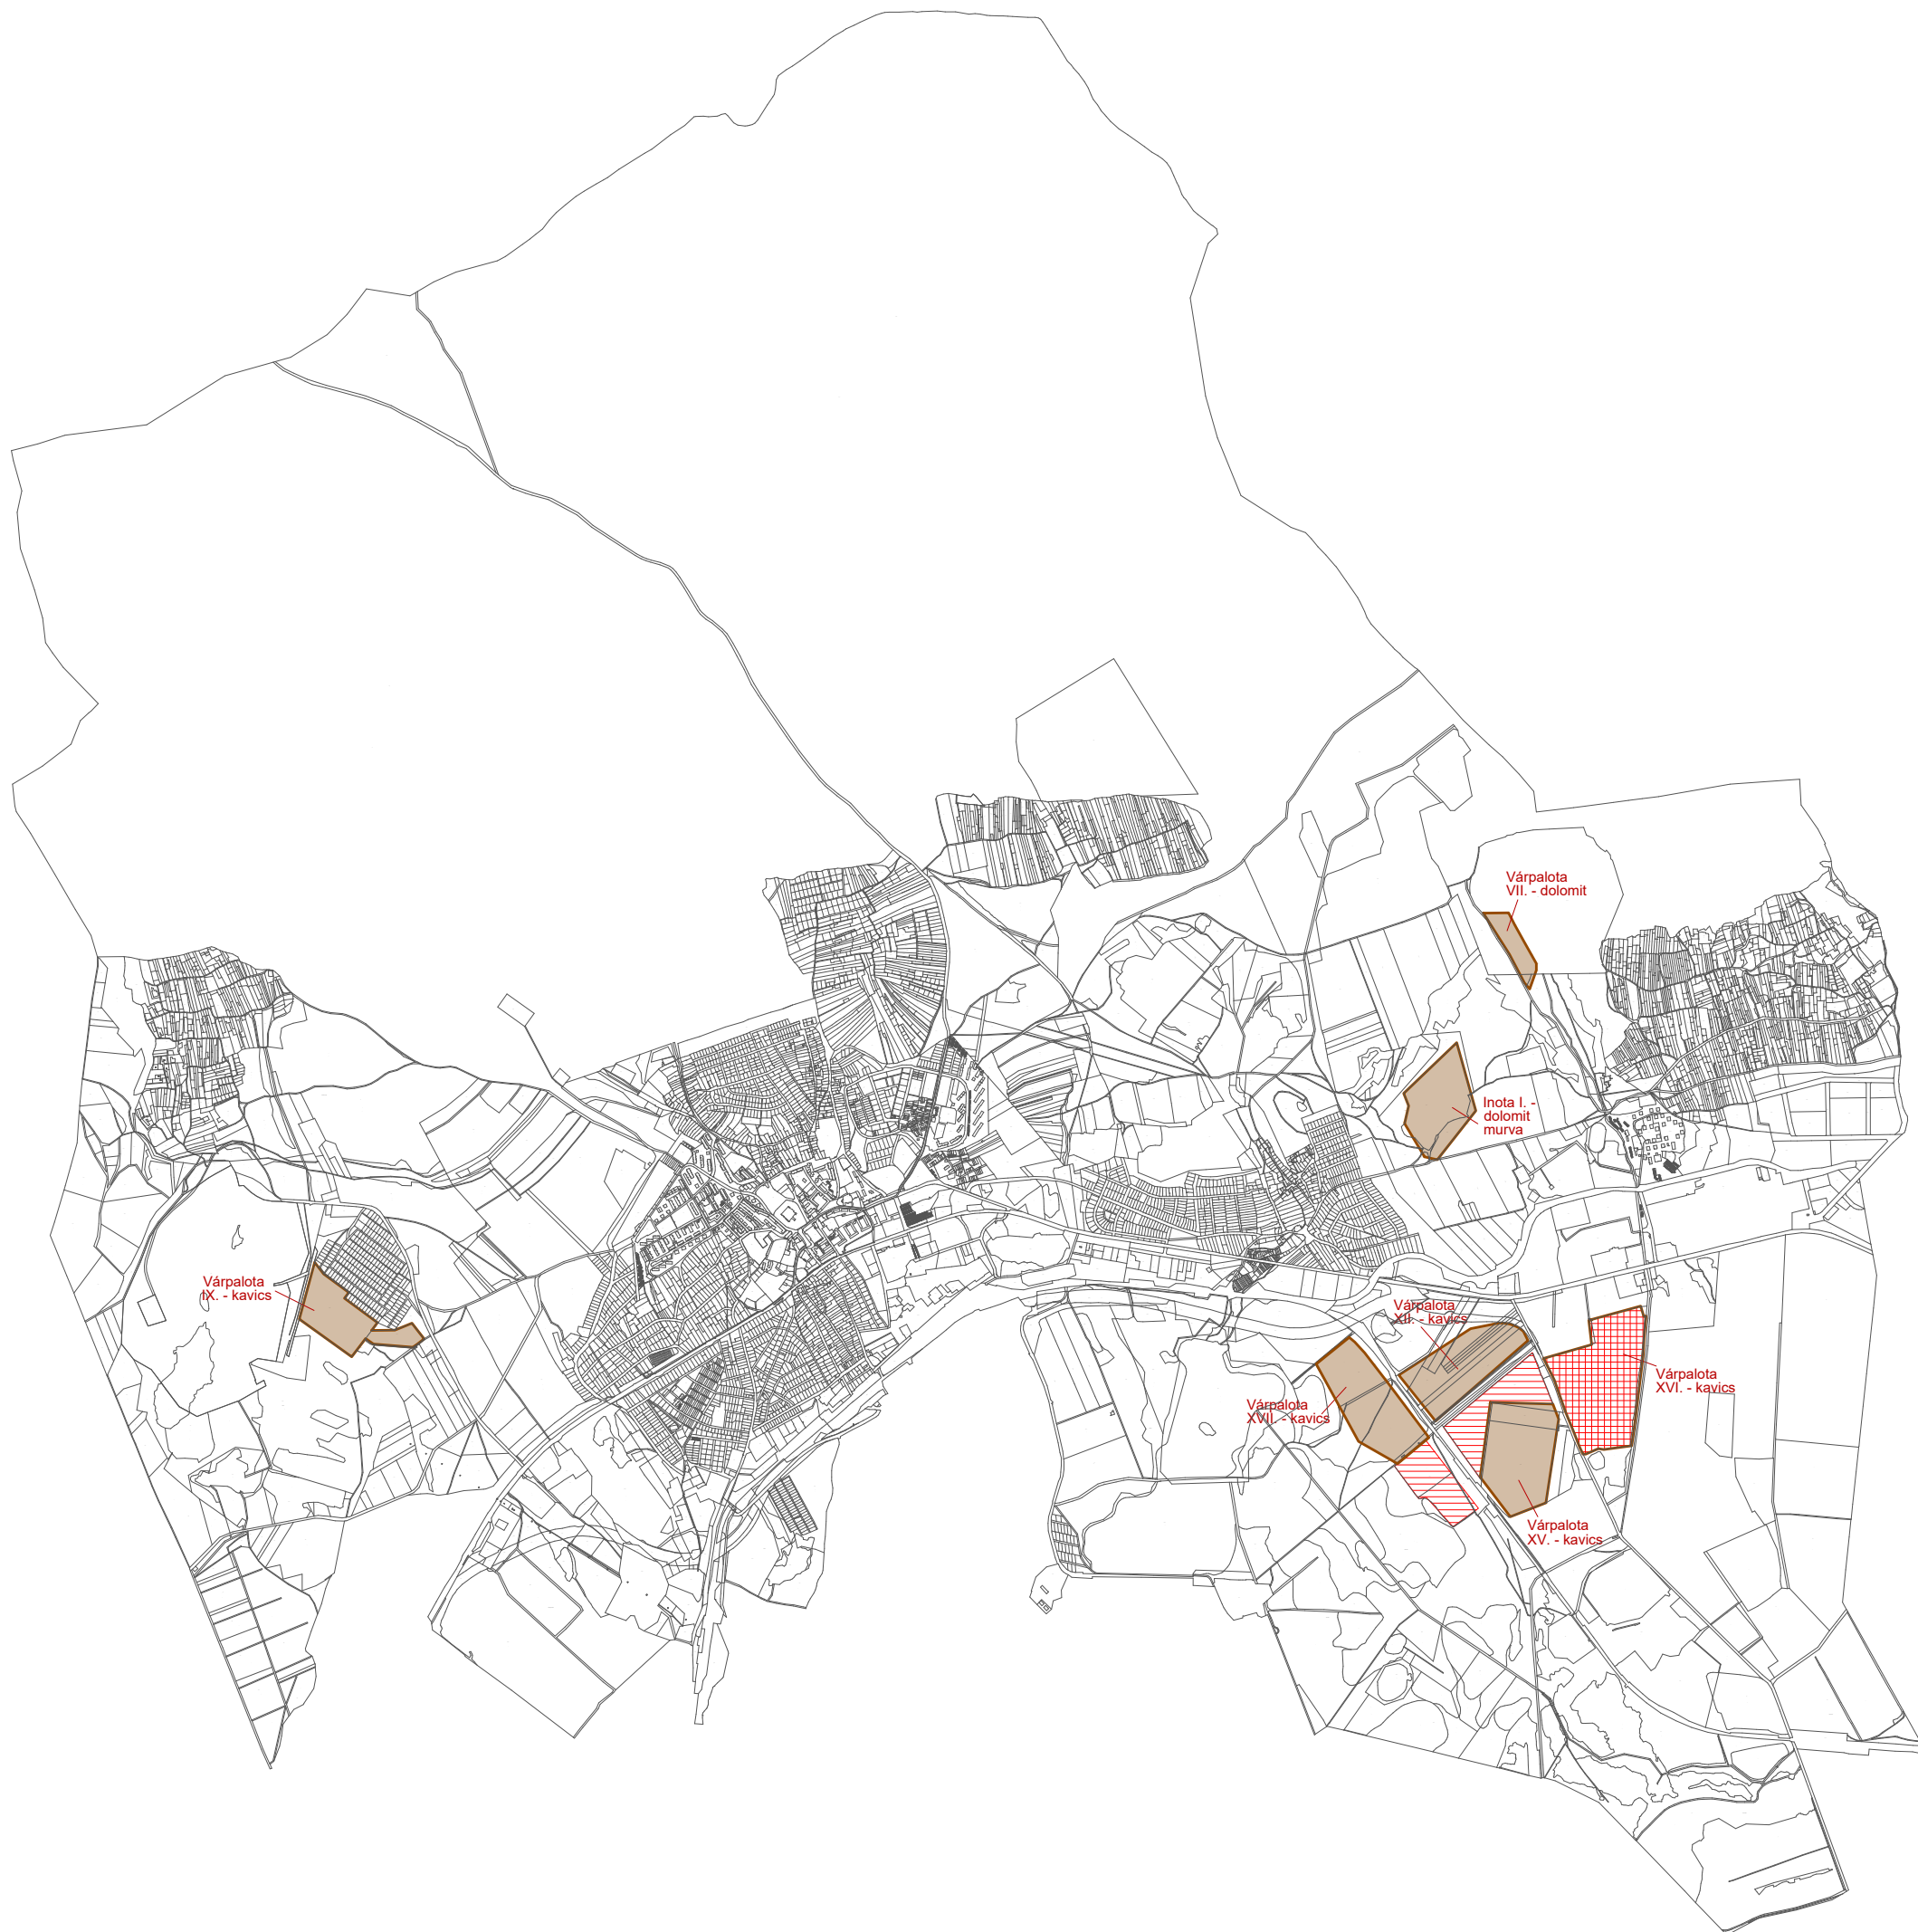 Várpalota
VII. - dolomit
Inota I. -
dolomit
murva
Várpalota
IX. - kavics
Várpalota
XII. - kavics
Várpalota
XVI. - kavics
Várpalota
XVII. - kavics
Várpalota
XV. - kavics